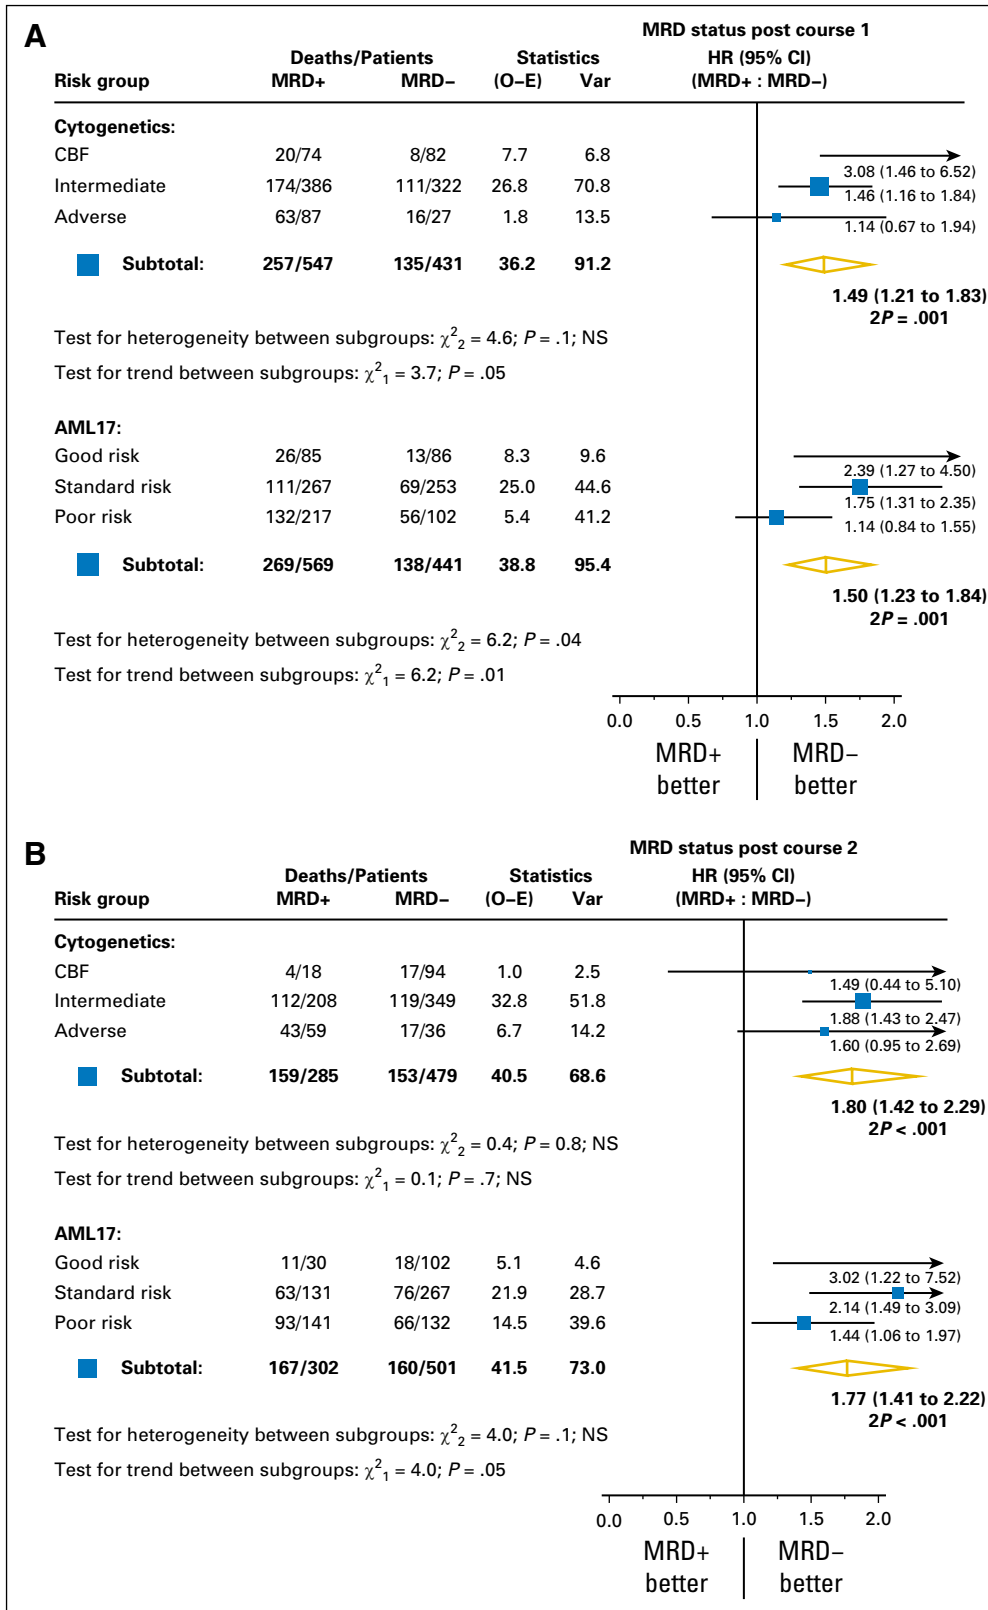 A
MRD status post course 1
Deaths/Patients Statistics HR (95% CI)
Risk group MRD+ MRD− (O−E) Var (MRD+ : MRD−)
Cytogenetics:
CBF 20/74 8/82 7.7 6.8 3.08 (1.46 to 6.52)
Intermediate 174/386 111/322 26.8 70.8 1.46 (1.16 to 1.84)
Adverse 63/87 16/27 1.8 13.5 1.14 (0.67 to 1.94)
Subtotal: 257/547 135/431 36.2 91.2
1.49 (1.21 to 1.83)
2P = .001
Test for heterogeneity between subgroups: χ²₂ = 4.6; P = .1; NS
Test for trend between subgroups: χ²₁ = 3.7; P = .05
AML17:
Good risk 26/85 13/86 8.3 9.6 2.39 (1.27 to 4.50)
Standard risk 111/267 69/253 25.0 44.6 1.75 (1.31 to 2.35)
Poor risk 132/217 56/102 5.4 41.2 1.14 (0.84 to 1.55)
Subtotal: 269/569 138/441 38.8 95.4
1.50 (1.23 to 1.84)
2P = .001
Test for heterogeneity between subgroups: χ²₂ = 6.2; P = .04
Test for trend between subgroups: χ²₁ = 6.2; P = .01
0.0 0.5 1.0 1.5 2.0
MRD+ MRD−
better better
B
MRD status post course 2
Deaths/Patients Statistics HR (95% CI)
Risk group MRD+ MRD− (O−E) Var (MRD+ : MRD−)
Cytogenetics:
CBF 4/18 17/94 1.0 2.5 1.49 (0.44 to 5.10)
Intermediate 112/208 119/349 32.8 51.8 1.88 (1.43 to 2.47)
Adverse 43/59 17/36 6.7 14.2 1.60 (0.95 to 2.69)
Subtotal: 159/285 153/479 40.5 68.6
1.80 (1.42 to 2.29)
2P < .001
Test for heterogeneity between subgroups: χ²₂ = 0.4; P = 0.8; NS
Test for trend between subgroups: χ²₁ = 0.1; P = .7; NS
AML17:
Good risk 11/30 18/102 5.1 4.6 3.02 (1.22 to 7.52)
Standard risk 63/131 76/267 21.9 28.7 2.14 (1.49 to 3.09)
Poor risk 93/141 66/132 14.5 39.6 1.44 (1.06 to 1.97)
Subtotal: 167/302 160/501 41.5 73.0
1.77 (1.41 to 2.22)
2P < .001
Test for heterogeneity between subgroups: χ²₂ = 4.0; P = .1; NS
Test for trend between subgroups: χ²₁ = 4.0; P = .05
0.0 0.5 1.0 1.5 2.0
MRD+ MRD−
better better